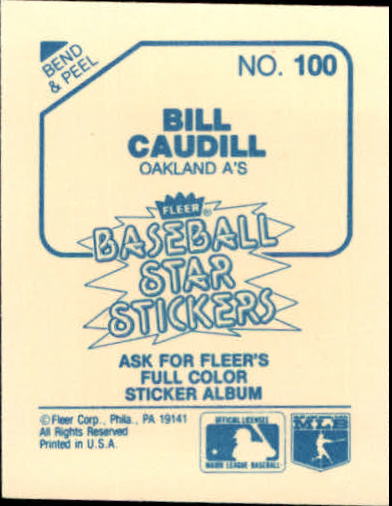 BEND
& PEEL
NO. 100
BILL
CAUDILL
OAKLAND A'S
FLEER®
BASEBALL
STAR
STICKERS
ASK FOR FLEER'S
FULL COLOR
STICKER ALBUM
© Fleer Corp., Phila., PA 19141
All Rights Reserved
Printed in U.S.A.
OFFICIAL LICENSEE
MAJOR LEAGUE BASEBALL
MLB